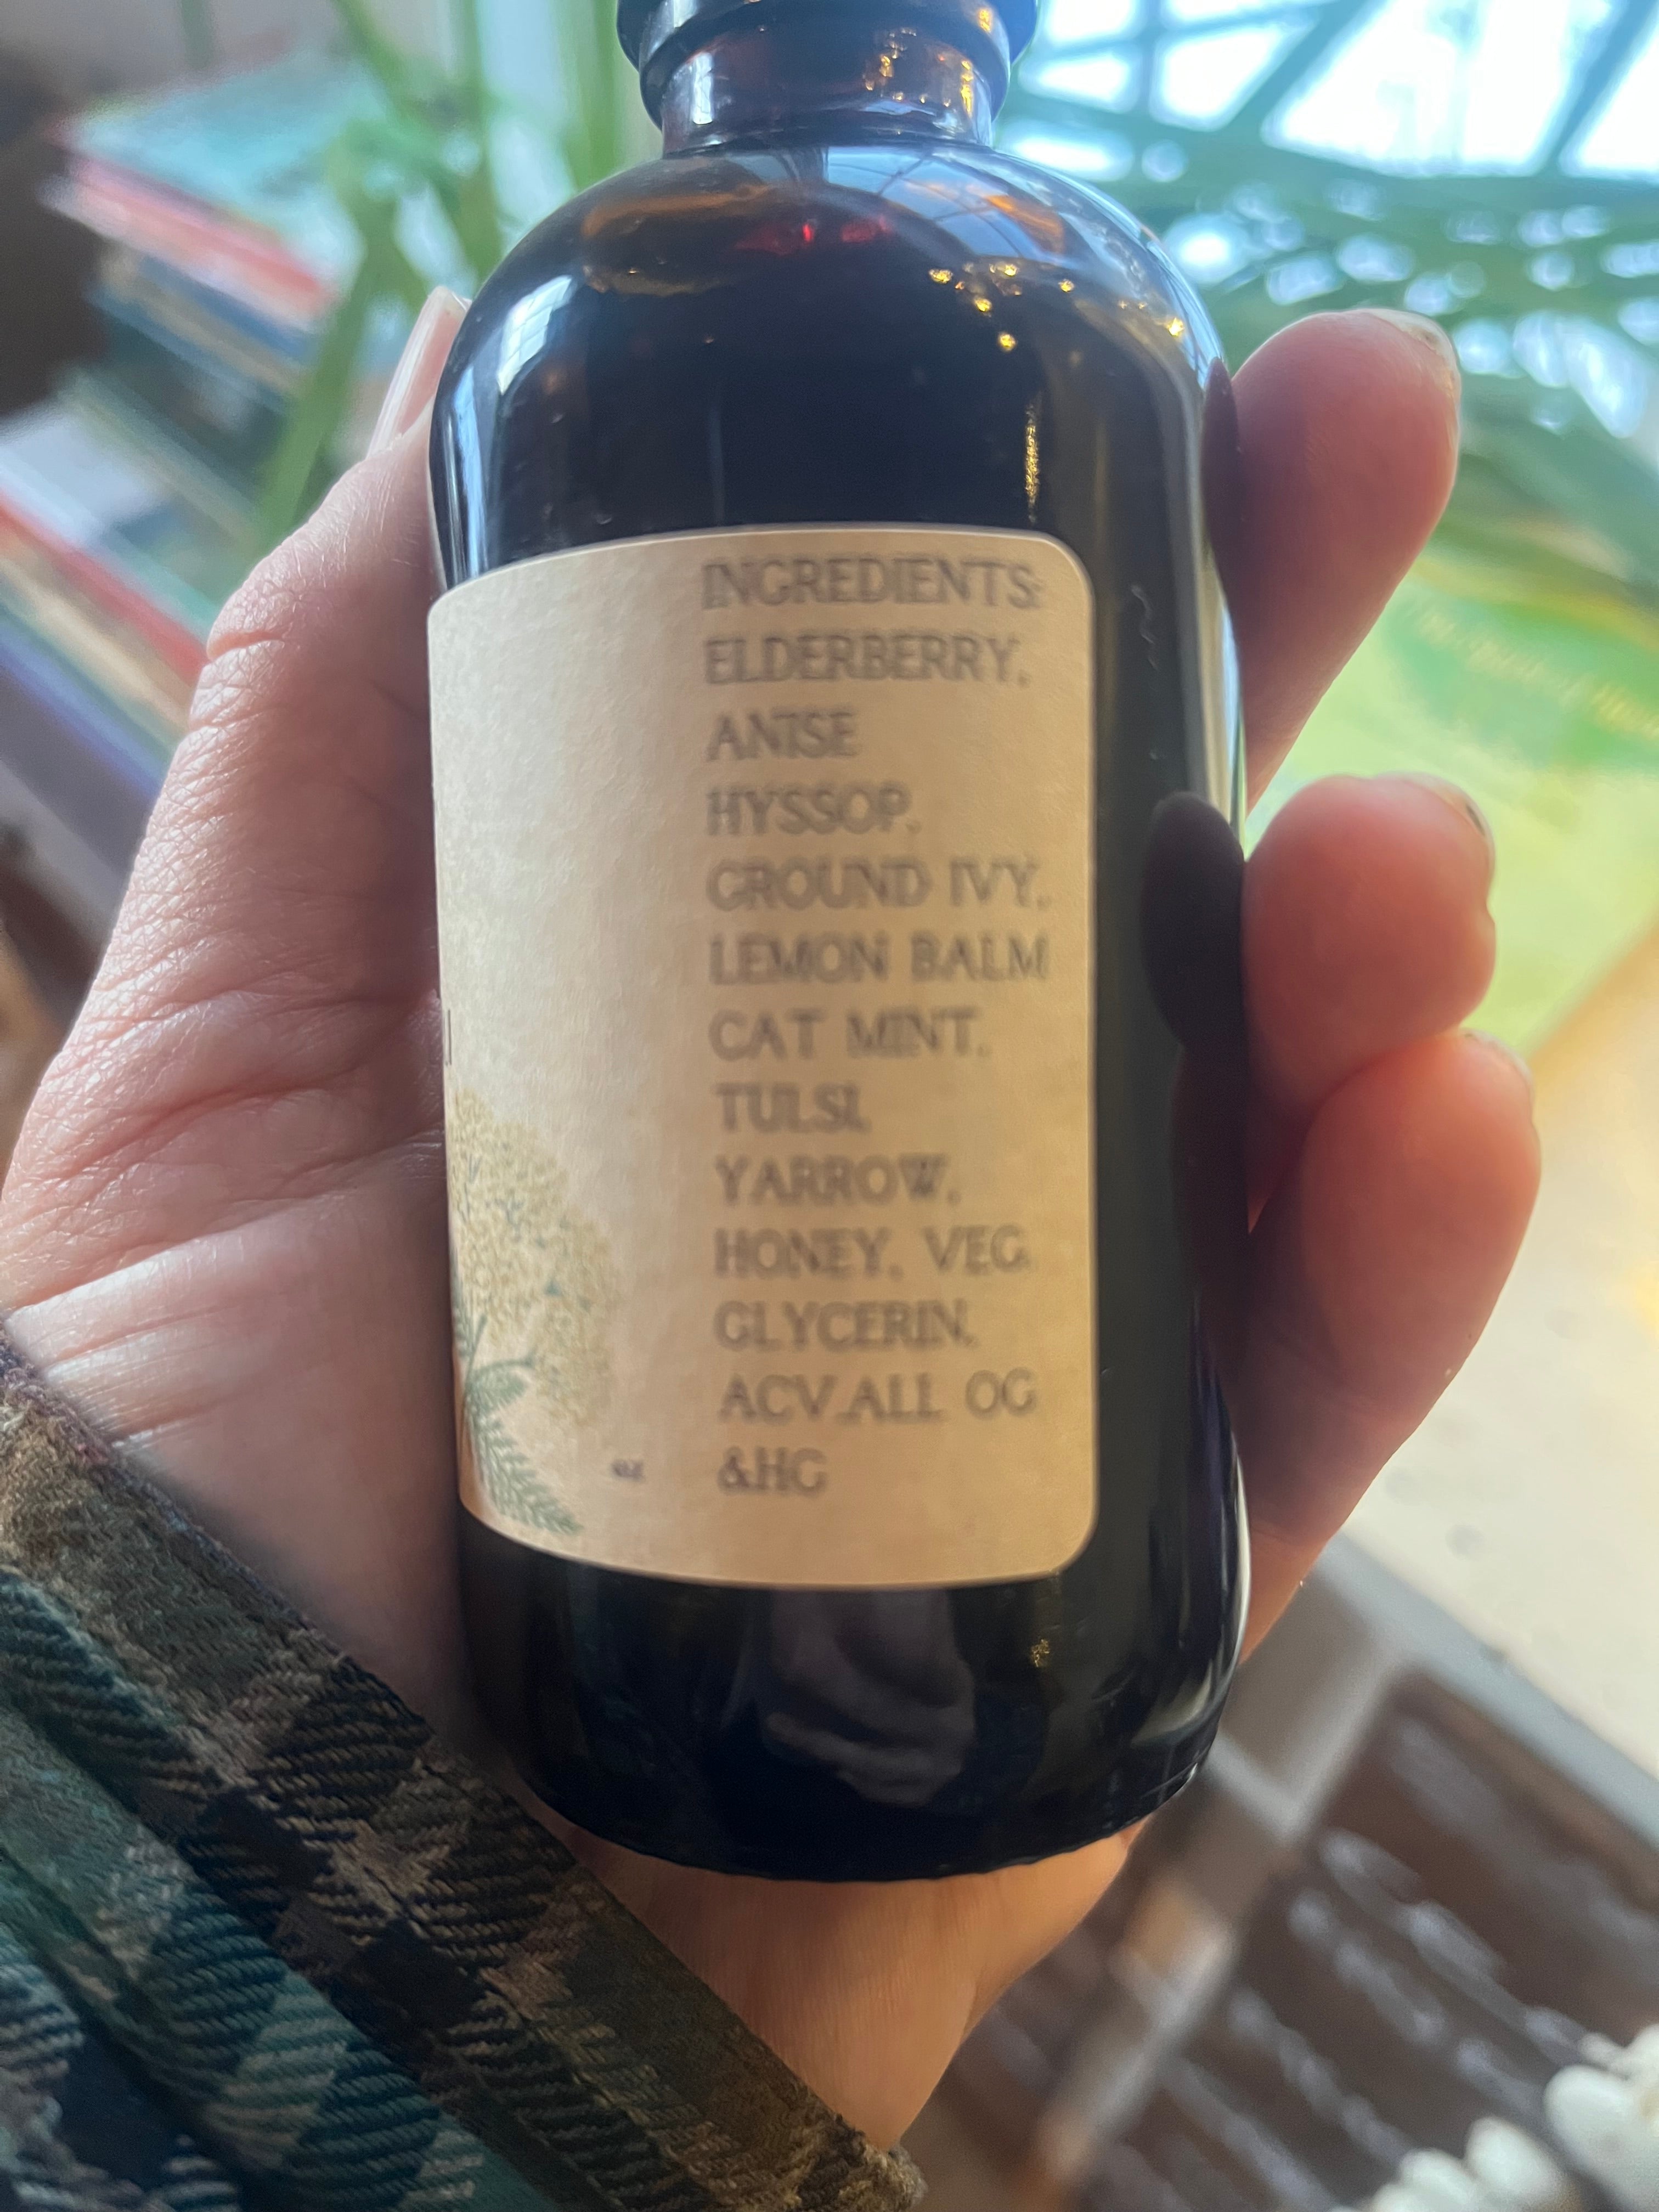 INGREDIENTS:
ELDERBERRY,
ANISE
HYSSOP,
GROUND IVY,
LEMON BALM
CAT MINT,
TULSI,
YARROW,
HONEY, VEG.
GLYCERIN,
ACV.ALL OG
&HG
oz